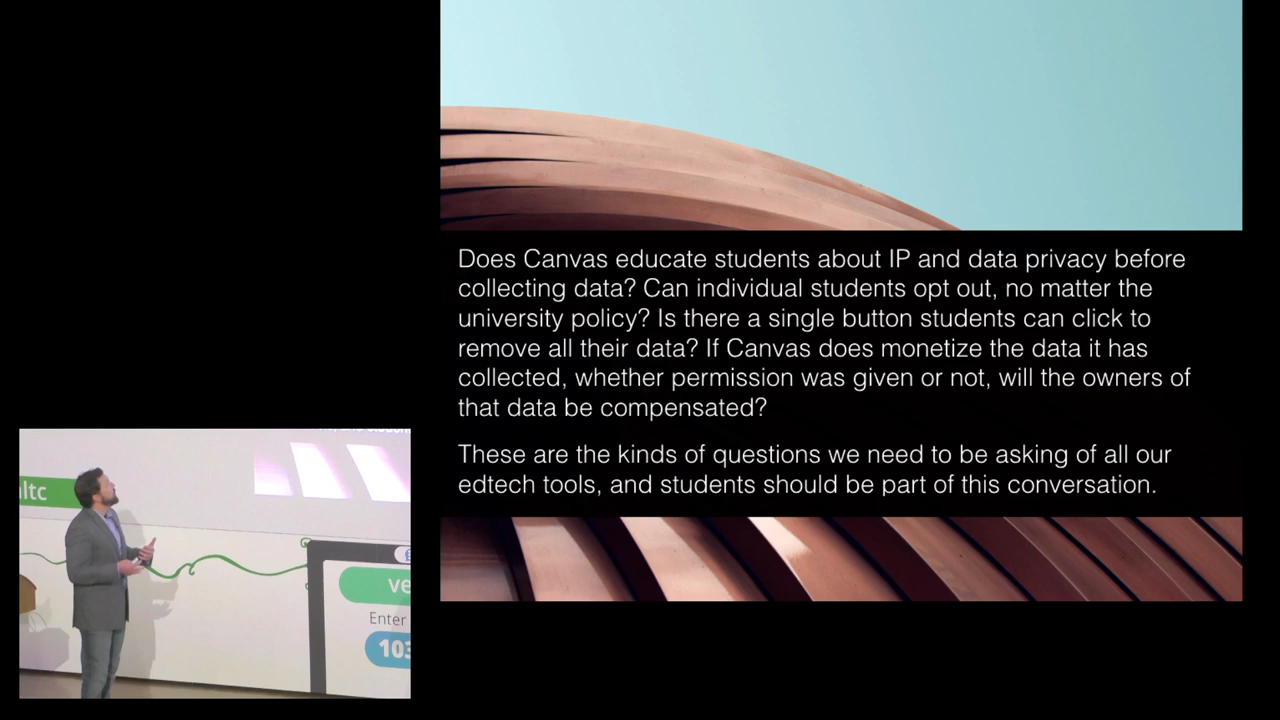 Does Canvas educate students about IP and data privacy before
collecting data? Can individual students opt out, no matter the
university policy? Is there a single button students can click to
remove all their data? If Canvas does monetize the data it has
collected, whether permission was given or not, will the owners of
that data be compensated?
These are the kinds of questions we need to be asking of all our
edtech tools, and students should be part of this conversation.
ltc
ve
Enter
103